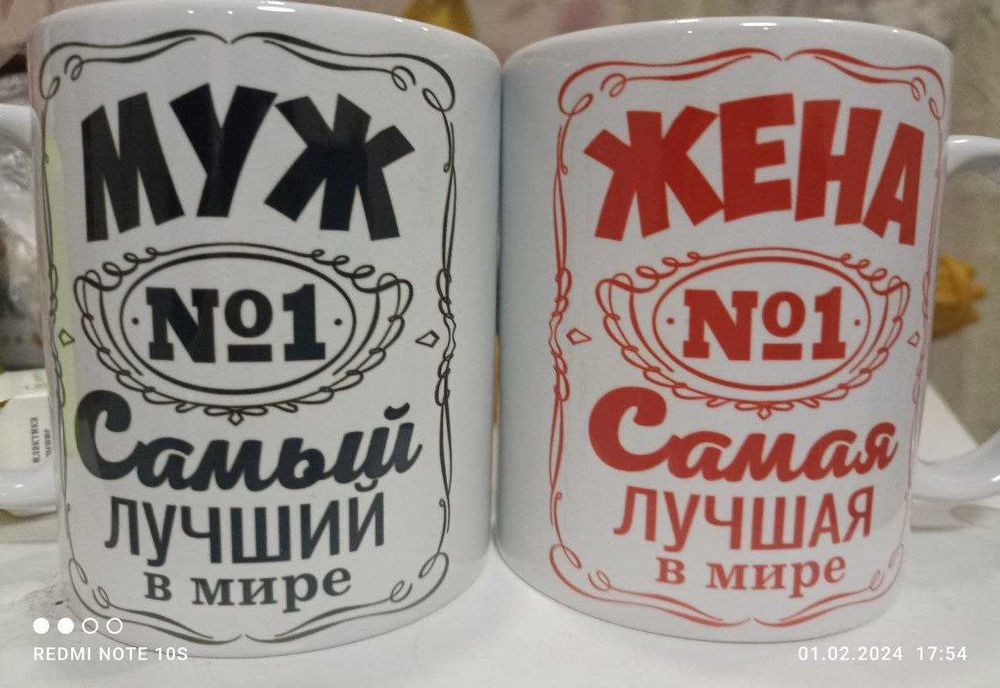 МУЖ
№1
Самый
ЛУЧШИЙ
в мире
ЖЕНА
№1
Самая
ЛУЧШАЯ
в мире
REDMI NOTE 10S
01.02.2024 17:54